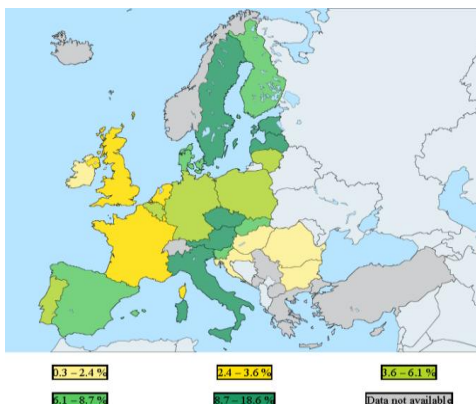 0.3 – 2.4 %
2.4 – 3.6 %
3.6 – 6.1 %
6.1 – 8.7 %
8.7 – 18.6 %
Data not available